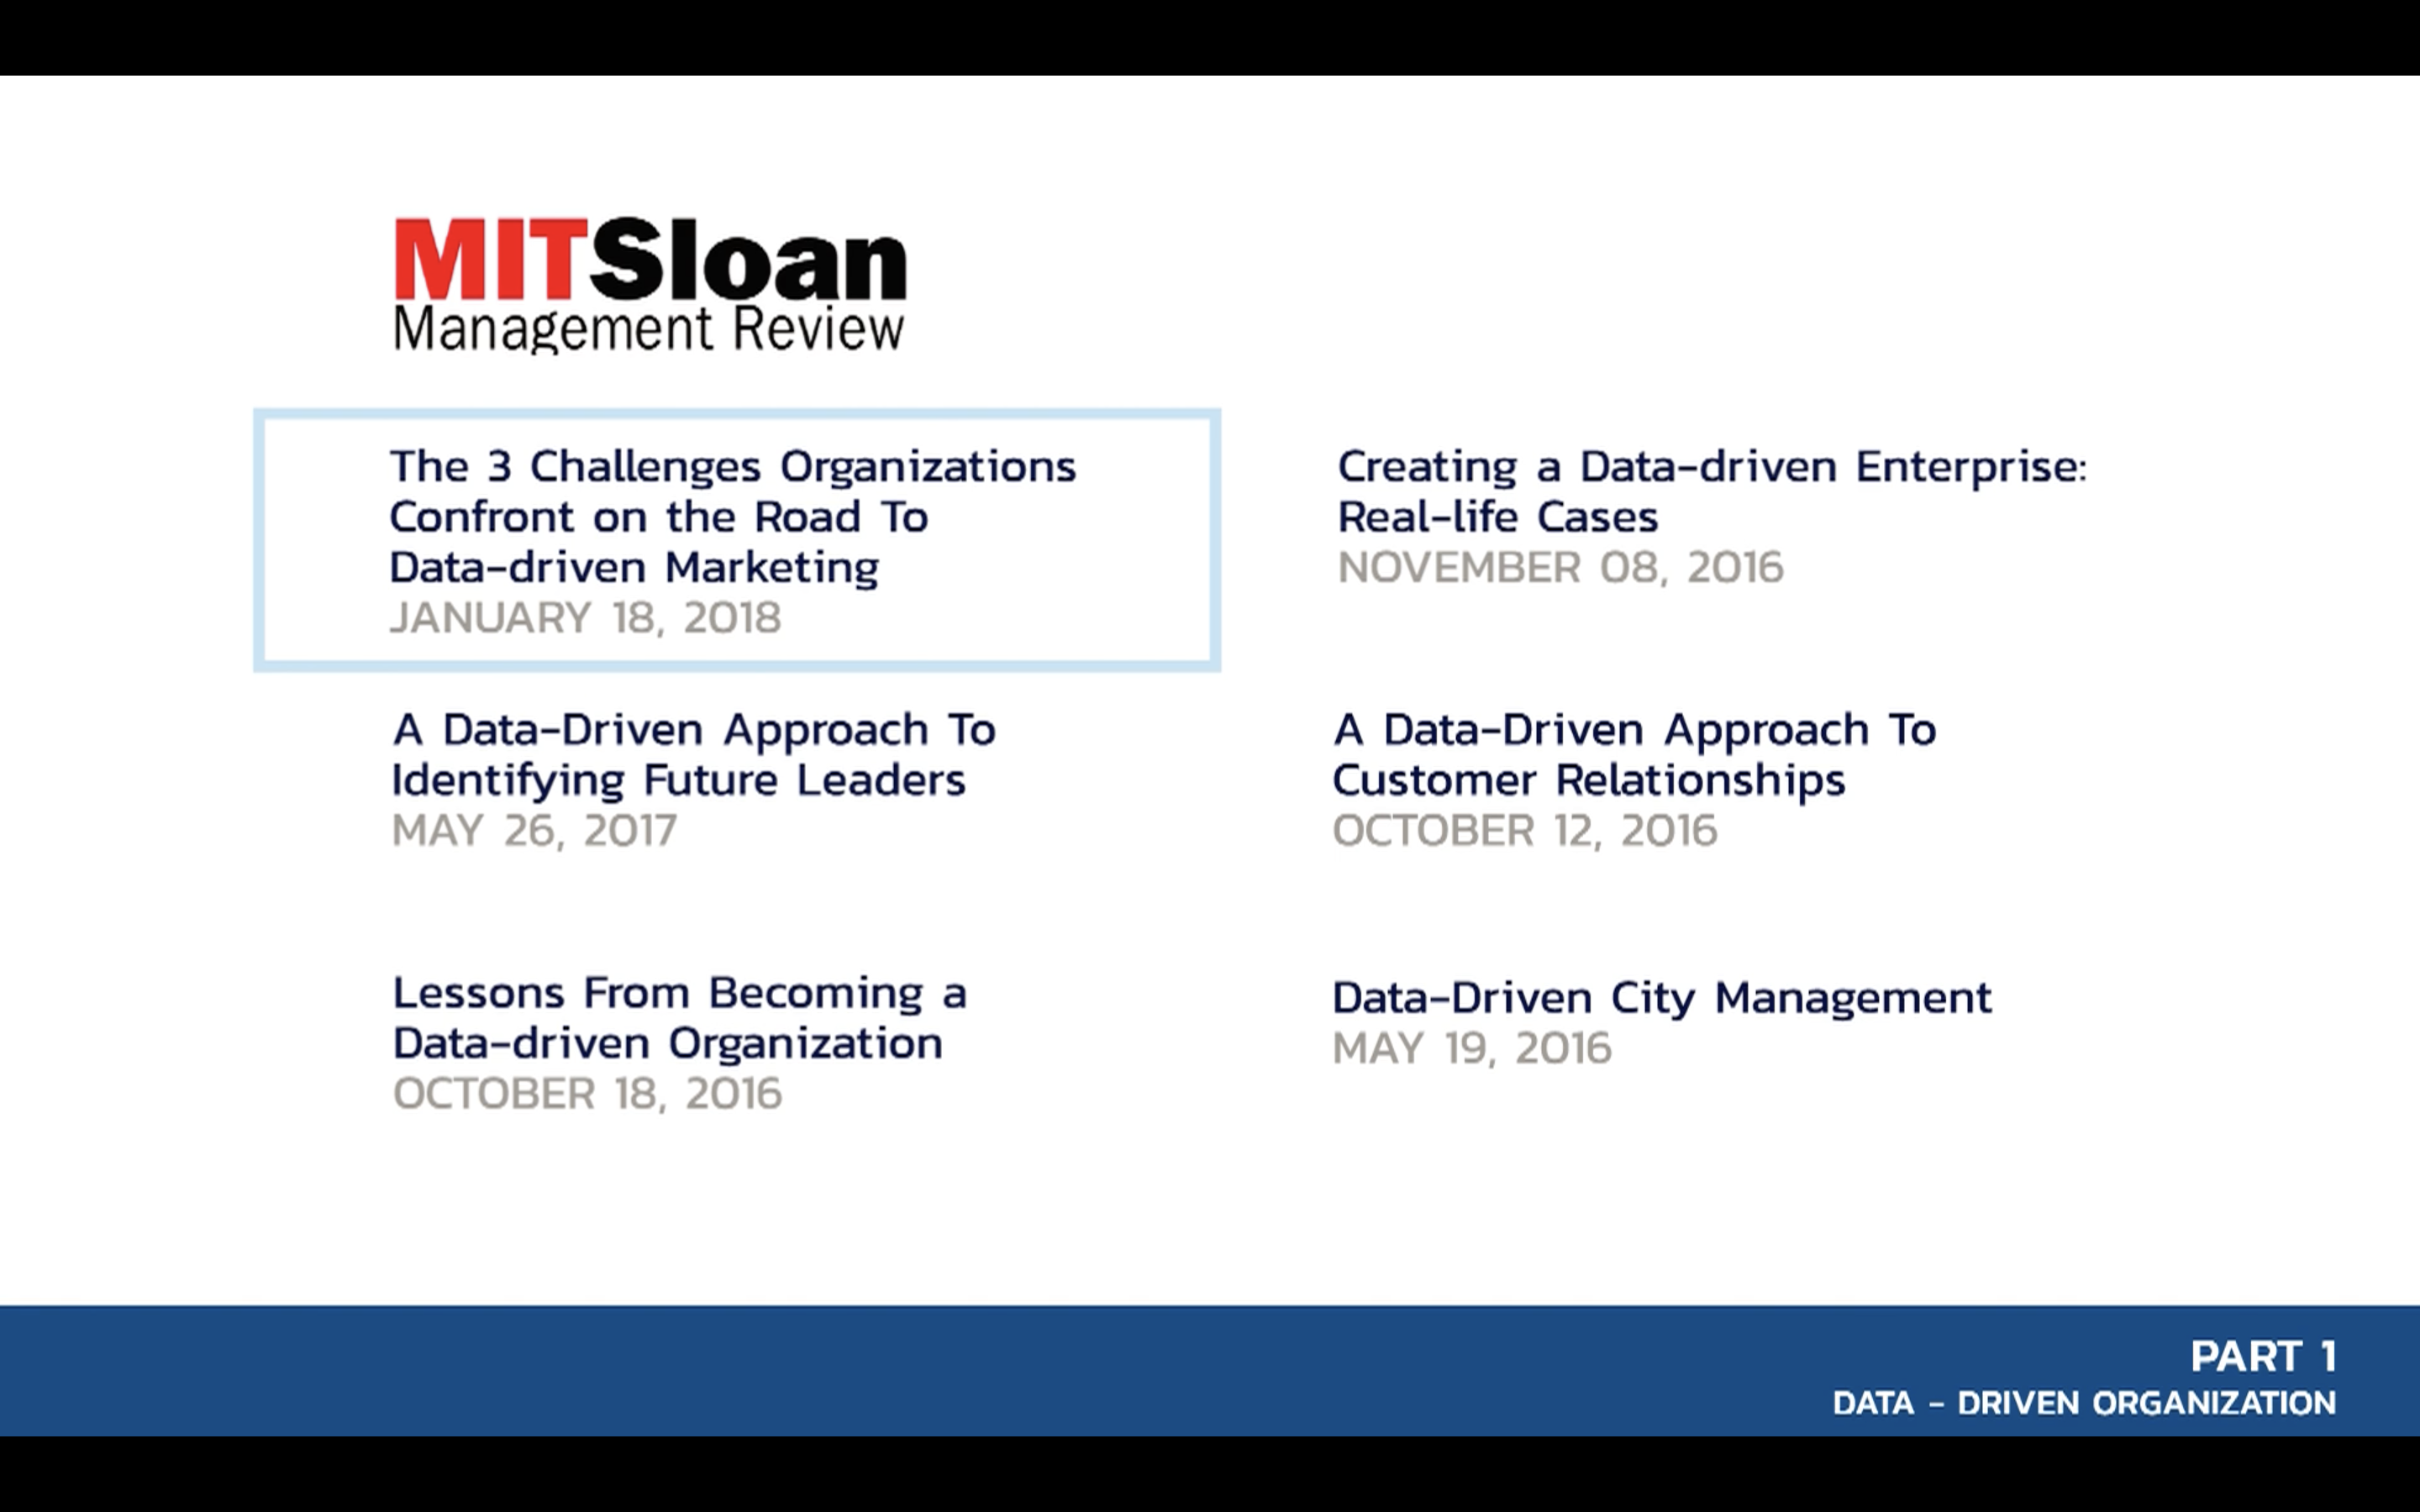 MITSloan
Management Review
The 3 Challenges Organizations
Confront on the Road To
Data-driven Marketing
JANUARY 18, 2018
Creating a Data-driven Enterprise:
Real-life Cases
NOVEMBER 08, 2016
A Data-Driven Approach To
Identifying Future Leaders
MAY 26, 2017
A Data-Driven Approach To
Customer Relationships
OCTOBER 12, 2016
Lessons From Becoming a
Data-driven Organization
OCTOBER 18, 2016
Data-Driven City Management
MAY 19, 2016
PART 1
DATA - DRIVEN ORGANIZATION